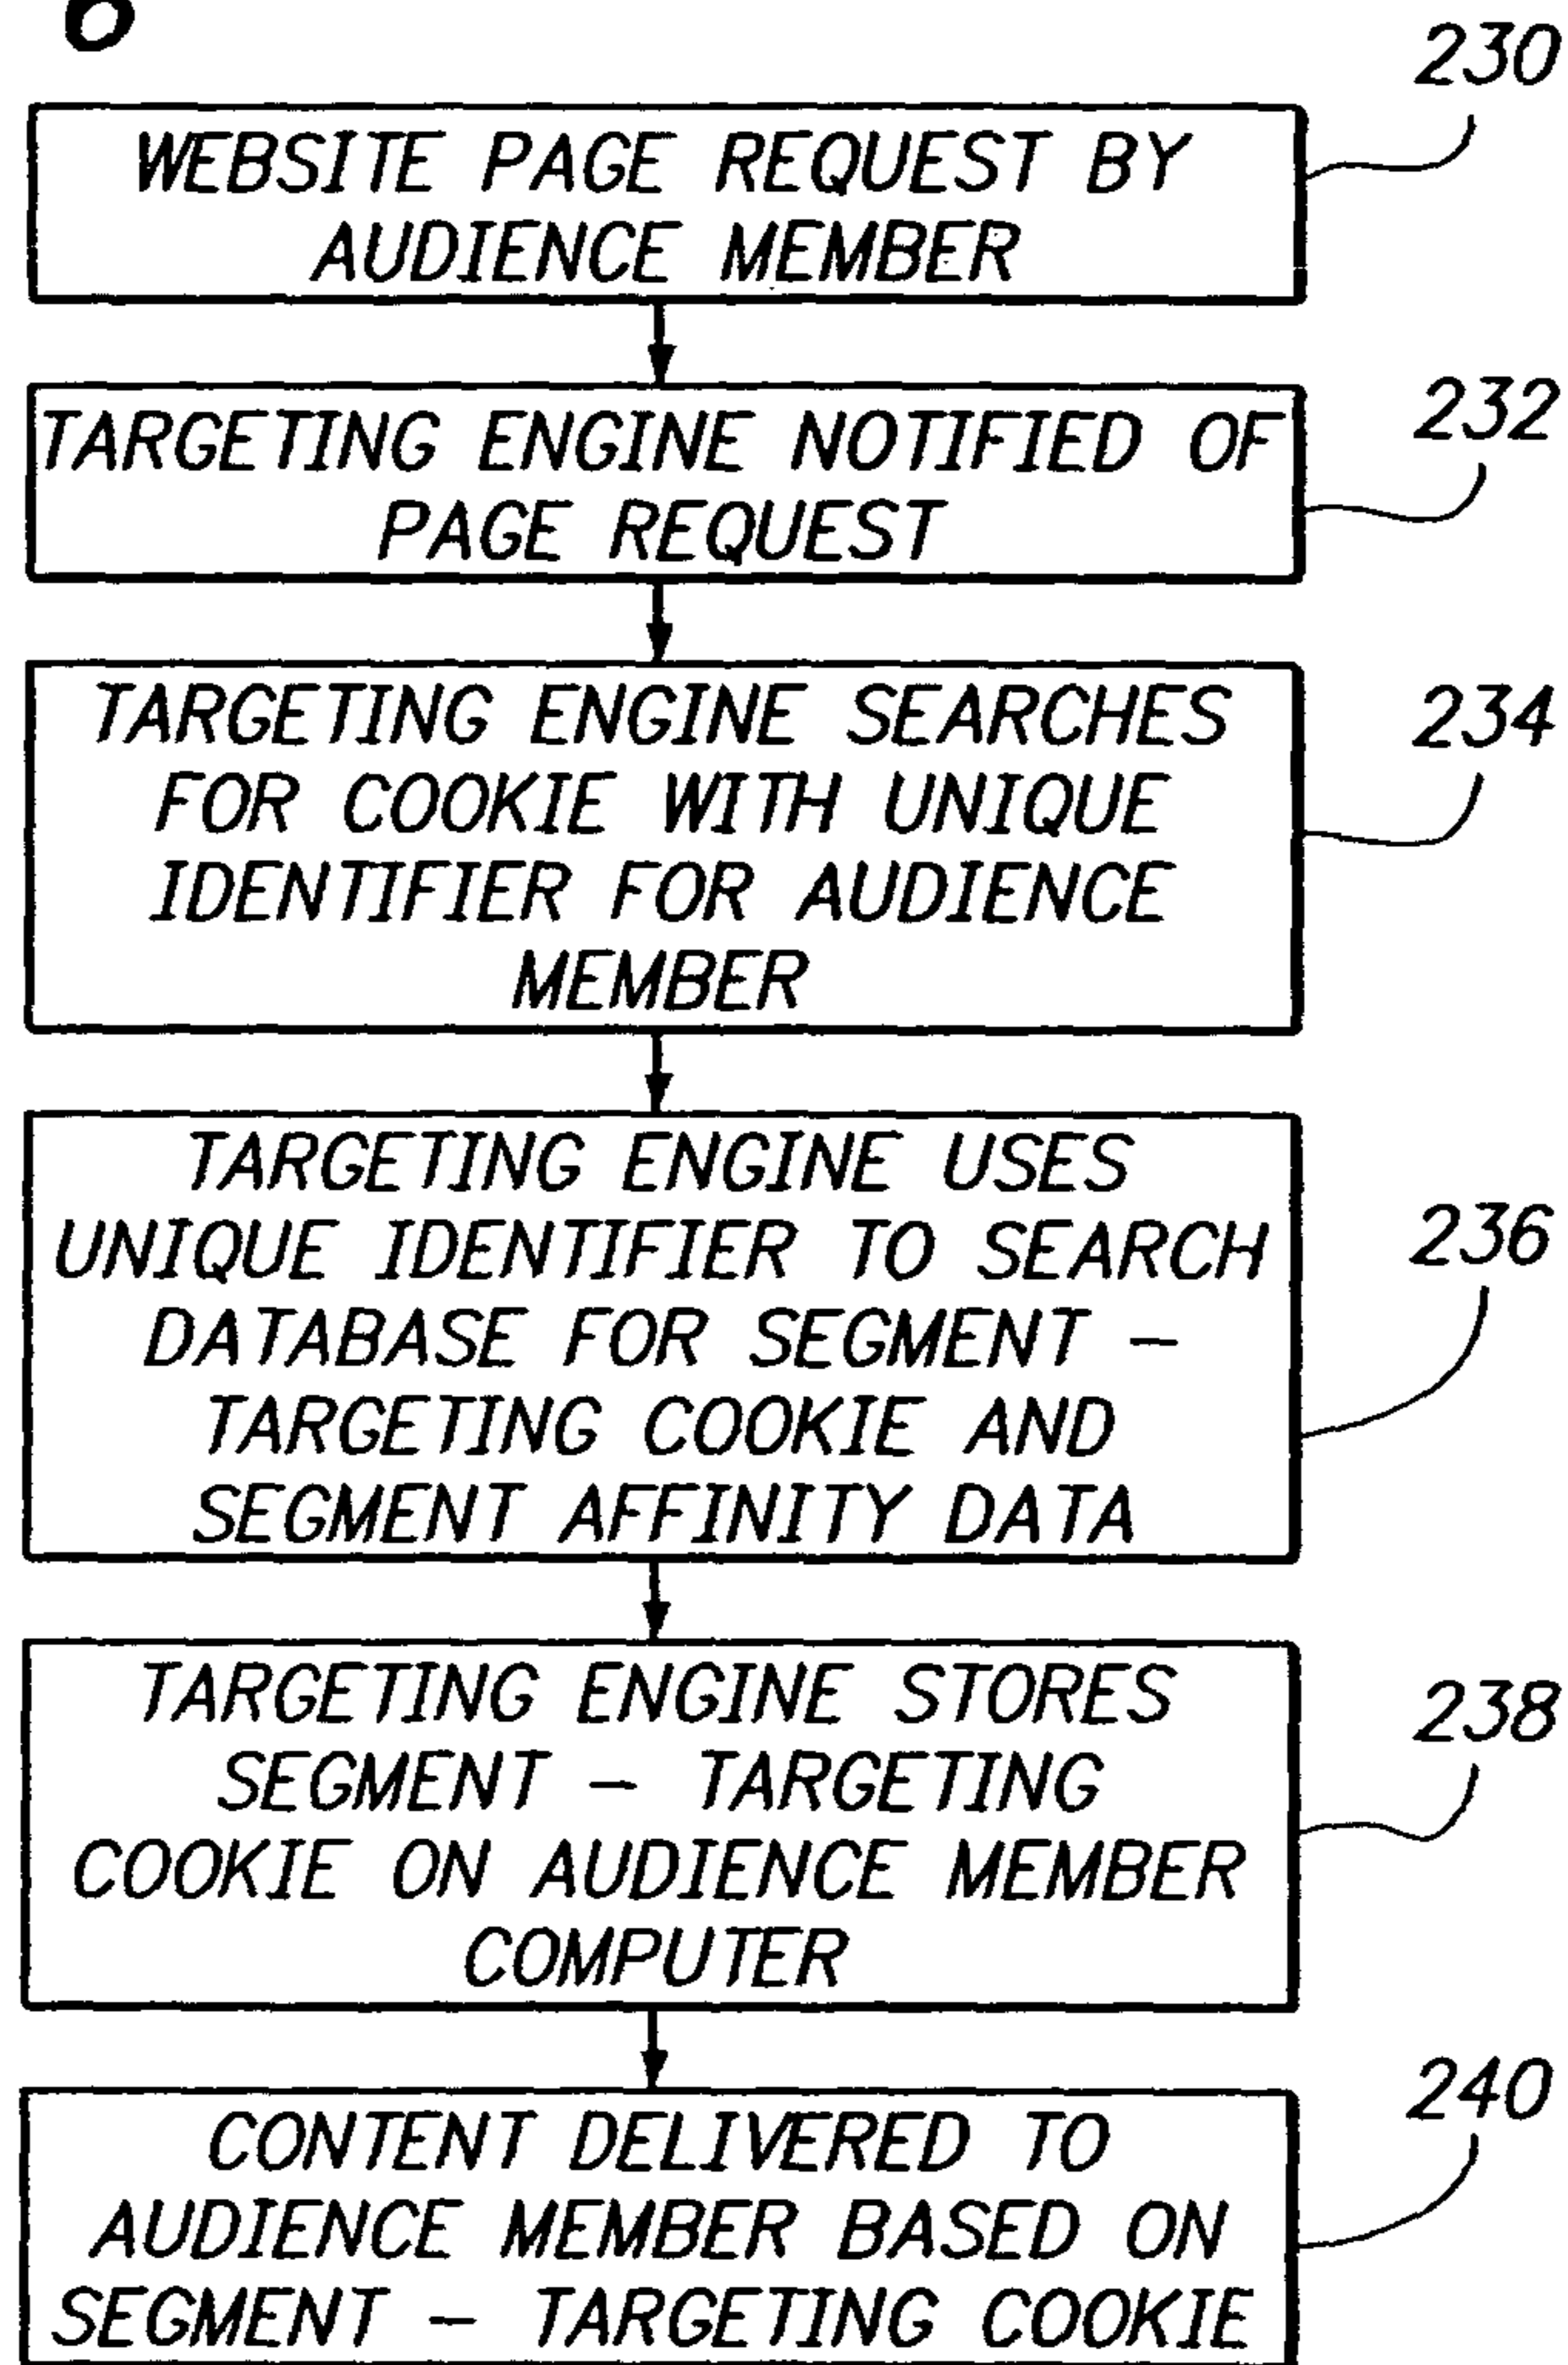 230
WEBSITE PAGE REQUEST BY
AUDIENCE MEMBER
232
TARGETING ENGINE NOTIFIED OF
PAGE REQUEST
234
TARGETING ENGINE SEARCHES
FOR COOKIE WITH UNIQUE
IDENTIFIER FOR AUDIENCE
MEMBER
236
TARGETING ENGINE USES
UNIQUE IDENTIFIER TO SEARCH
DATABASE FOR SEGMENT –
TARGETING COOKIE AND
SEGMENT AFFINITY DATA
238
TARGETING ENGINE STORES
SEGMENT – TARGETING
COOKIE ON AUDIENCE MEMBER
COMPUTER
240
CONTENT DELIVERED TO
AUDIENCE MEMBER BASED ON
SEGMENT – TARGETING COOKIE